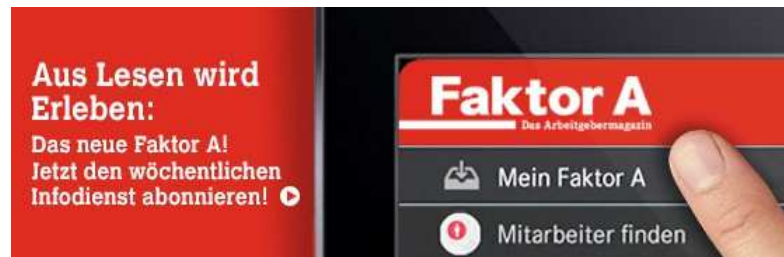 Aus Lesen wird
Erleben:
Das neue Faktor A!
Jetzt den wöchentlichen
Infodienst abonnieren!
Faktor A
Das Arbeitgebermagazin
Mein Faktor A
Mitarbeiter finden